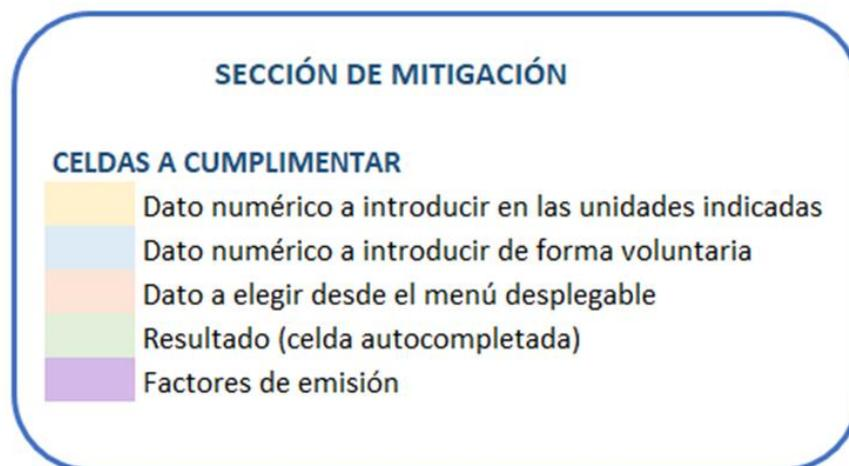 SECCIÓN DE MITIGACIÓN
CELDAS A CUMPLIMENTAR
Dato numérico a introducir en las unidades indicadas
Dato numérico a introducir de forma voluntaria
Dato a elegir desde el menú desplegable
Resultado (celda autocompletada)
Factores de emisión